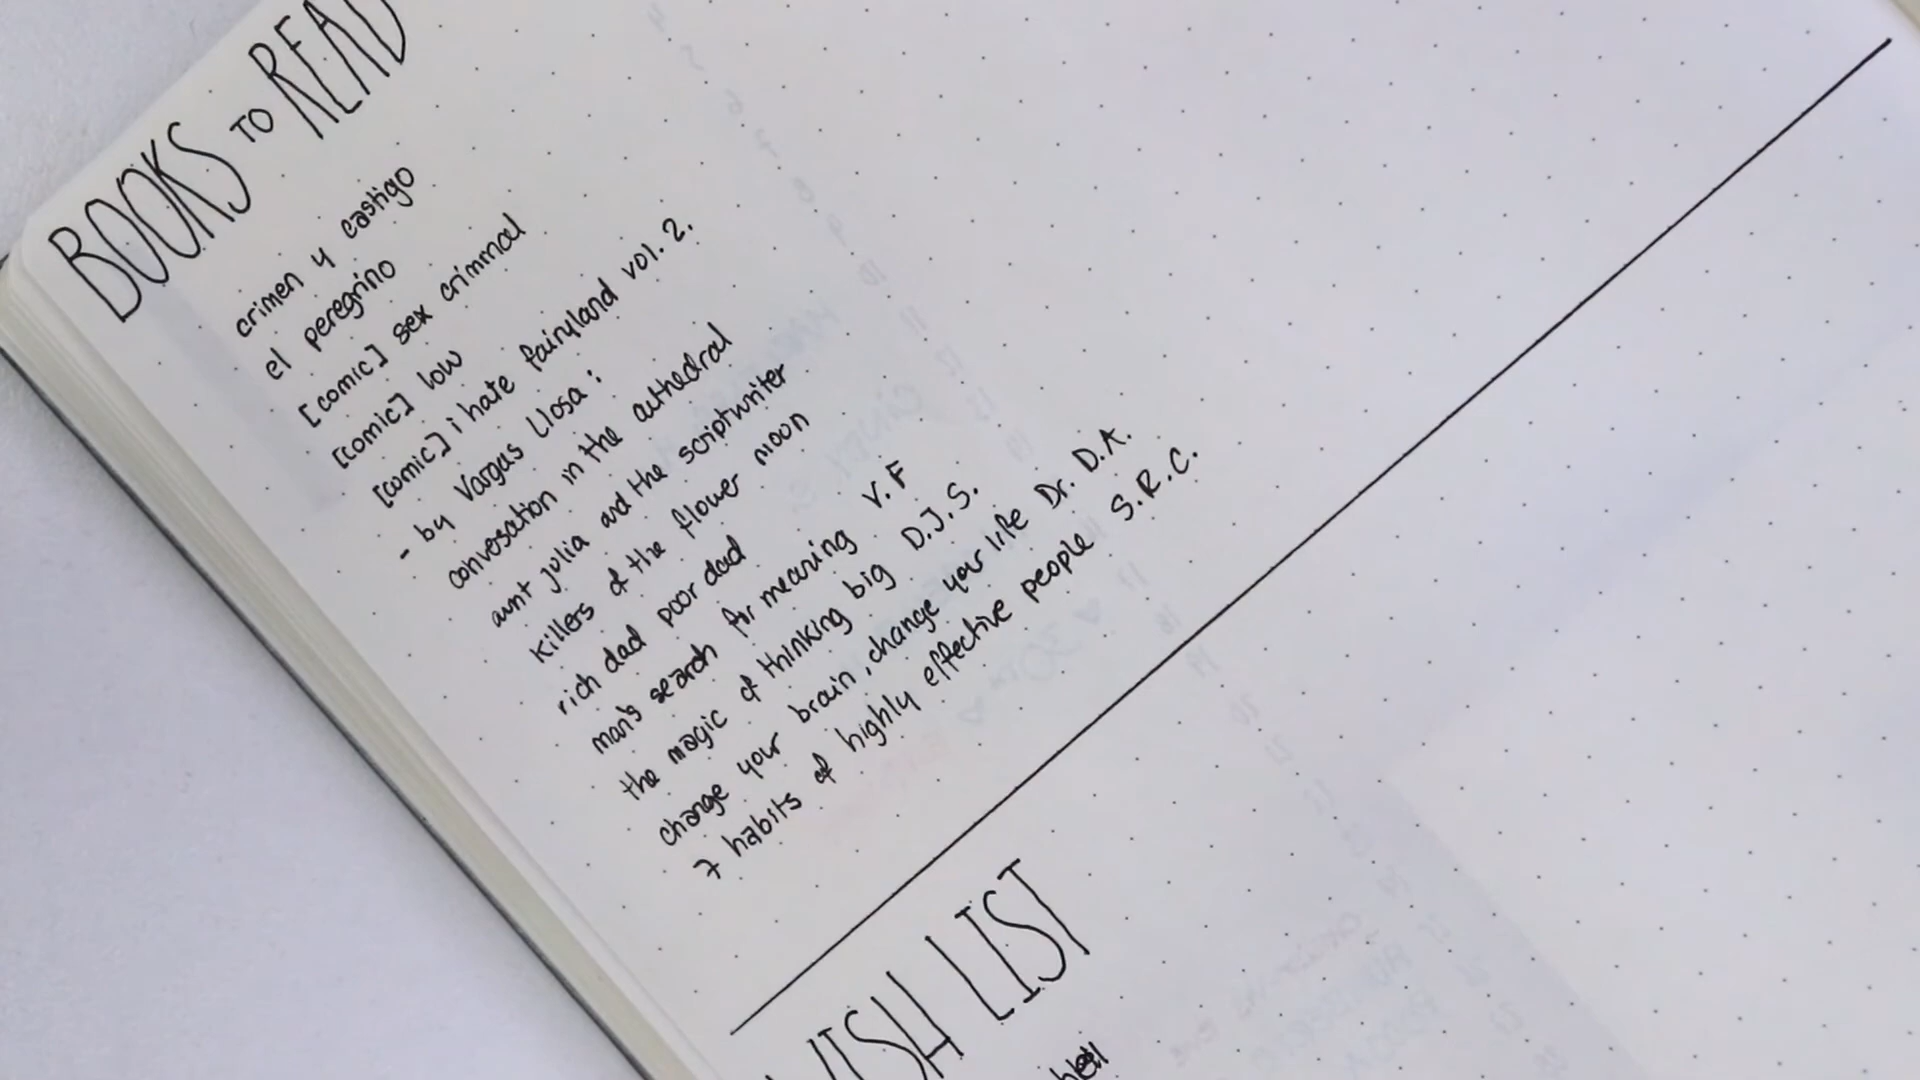 BOOKS TO READ
crimen y castigo
el peregrino
[comic] sex criminal
[comic] low
[comic] i hate fairyland vol. 2.
- by Vargas Llosa:
convesation in the cathedral
aunt julia and the scriptwriter
killers of the flower moon
rich dad poor dad
man's search for meaning V.F
the magic of thinking big D.J.S.
change your brain, change your life Dr. D.A.
7 habits of highly effective people S.R.C.
WISH LIST